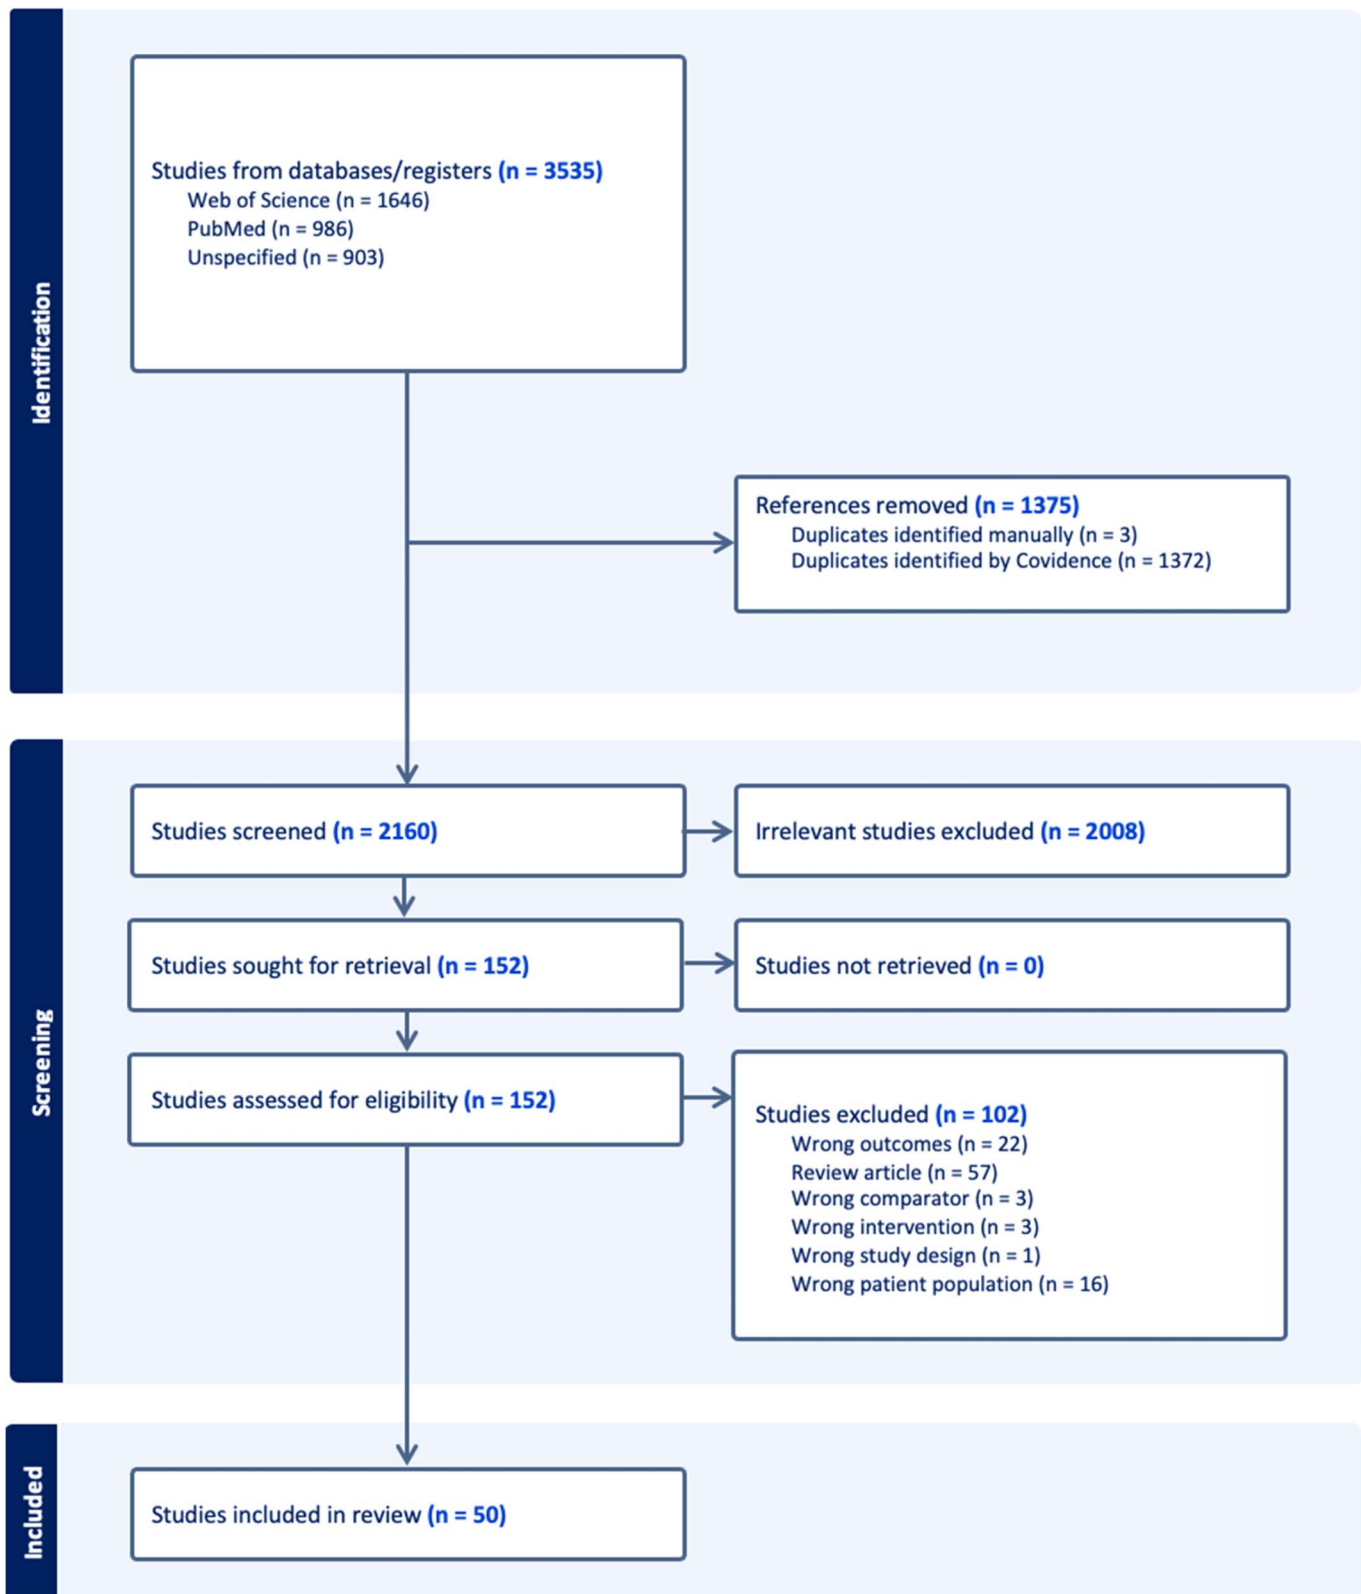 Identification
Studies from databases/registers (n = 3535)
Web of Science (n = 1646)
PubMed (n = 986)
Unspecified (n = 903)
References removed (n = 1375)
Duplicates identified manually (n = 3)
Duplicates identified by Covidence (n = 1372)
Screening
Studies screened (n = 2160)
Irrelevant studies excluded (n = 2008)
Studies sought for retrieval (n = 152)
Studies not retrieved (n = 0)
Studies assessed for eligibility (n = 152)
Studies excluded (n = 102)
Wrong outcomes (n = 22)
Review article (n = 57)
Wrong comparator (n = 3)
Wrong intervention (n = 3)
Wrong study design (n = 1)
Wrong patient population (n = 16)
Included
Studies included in review (n = 50)